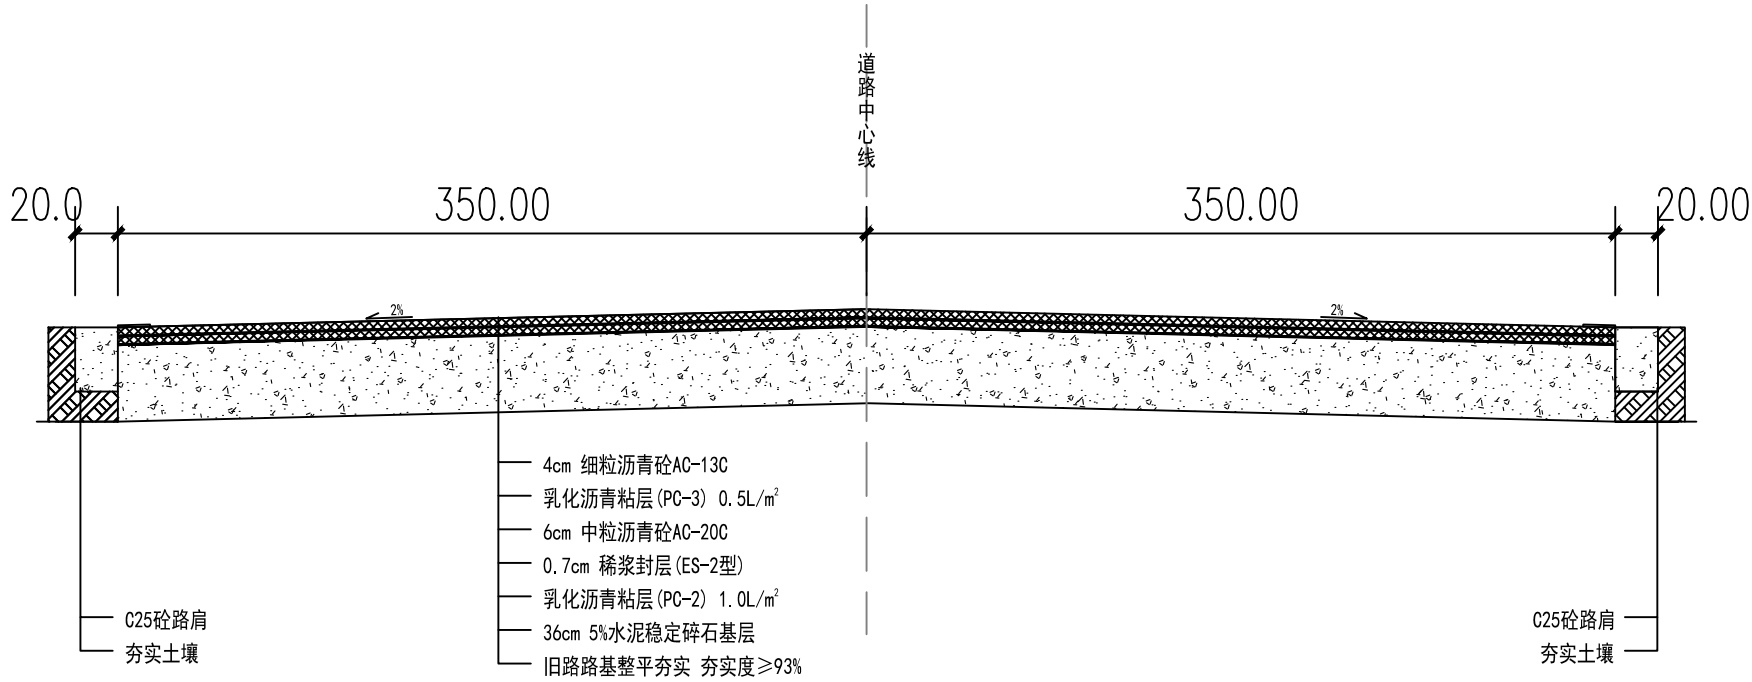 道路中心线
20.0
350.00
350.00
20.00
2%
2%
4cm 细粒沥青砼AC-13C
乳化沥青粘层(PC-3) 0.5L/㎡
6cm 中粒沥青砼AC-20C
0.7cm 稀浆封层(ES-2型)
乳化沥青粘层(PC-2) 1.0L/㎡
36cm 5%水泥稳定碎石基层
旧路路基整平夯实 夯实度≥93%
C25砼路肩
夯实土壤
C25砼路肩
夯实土壤